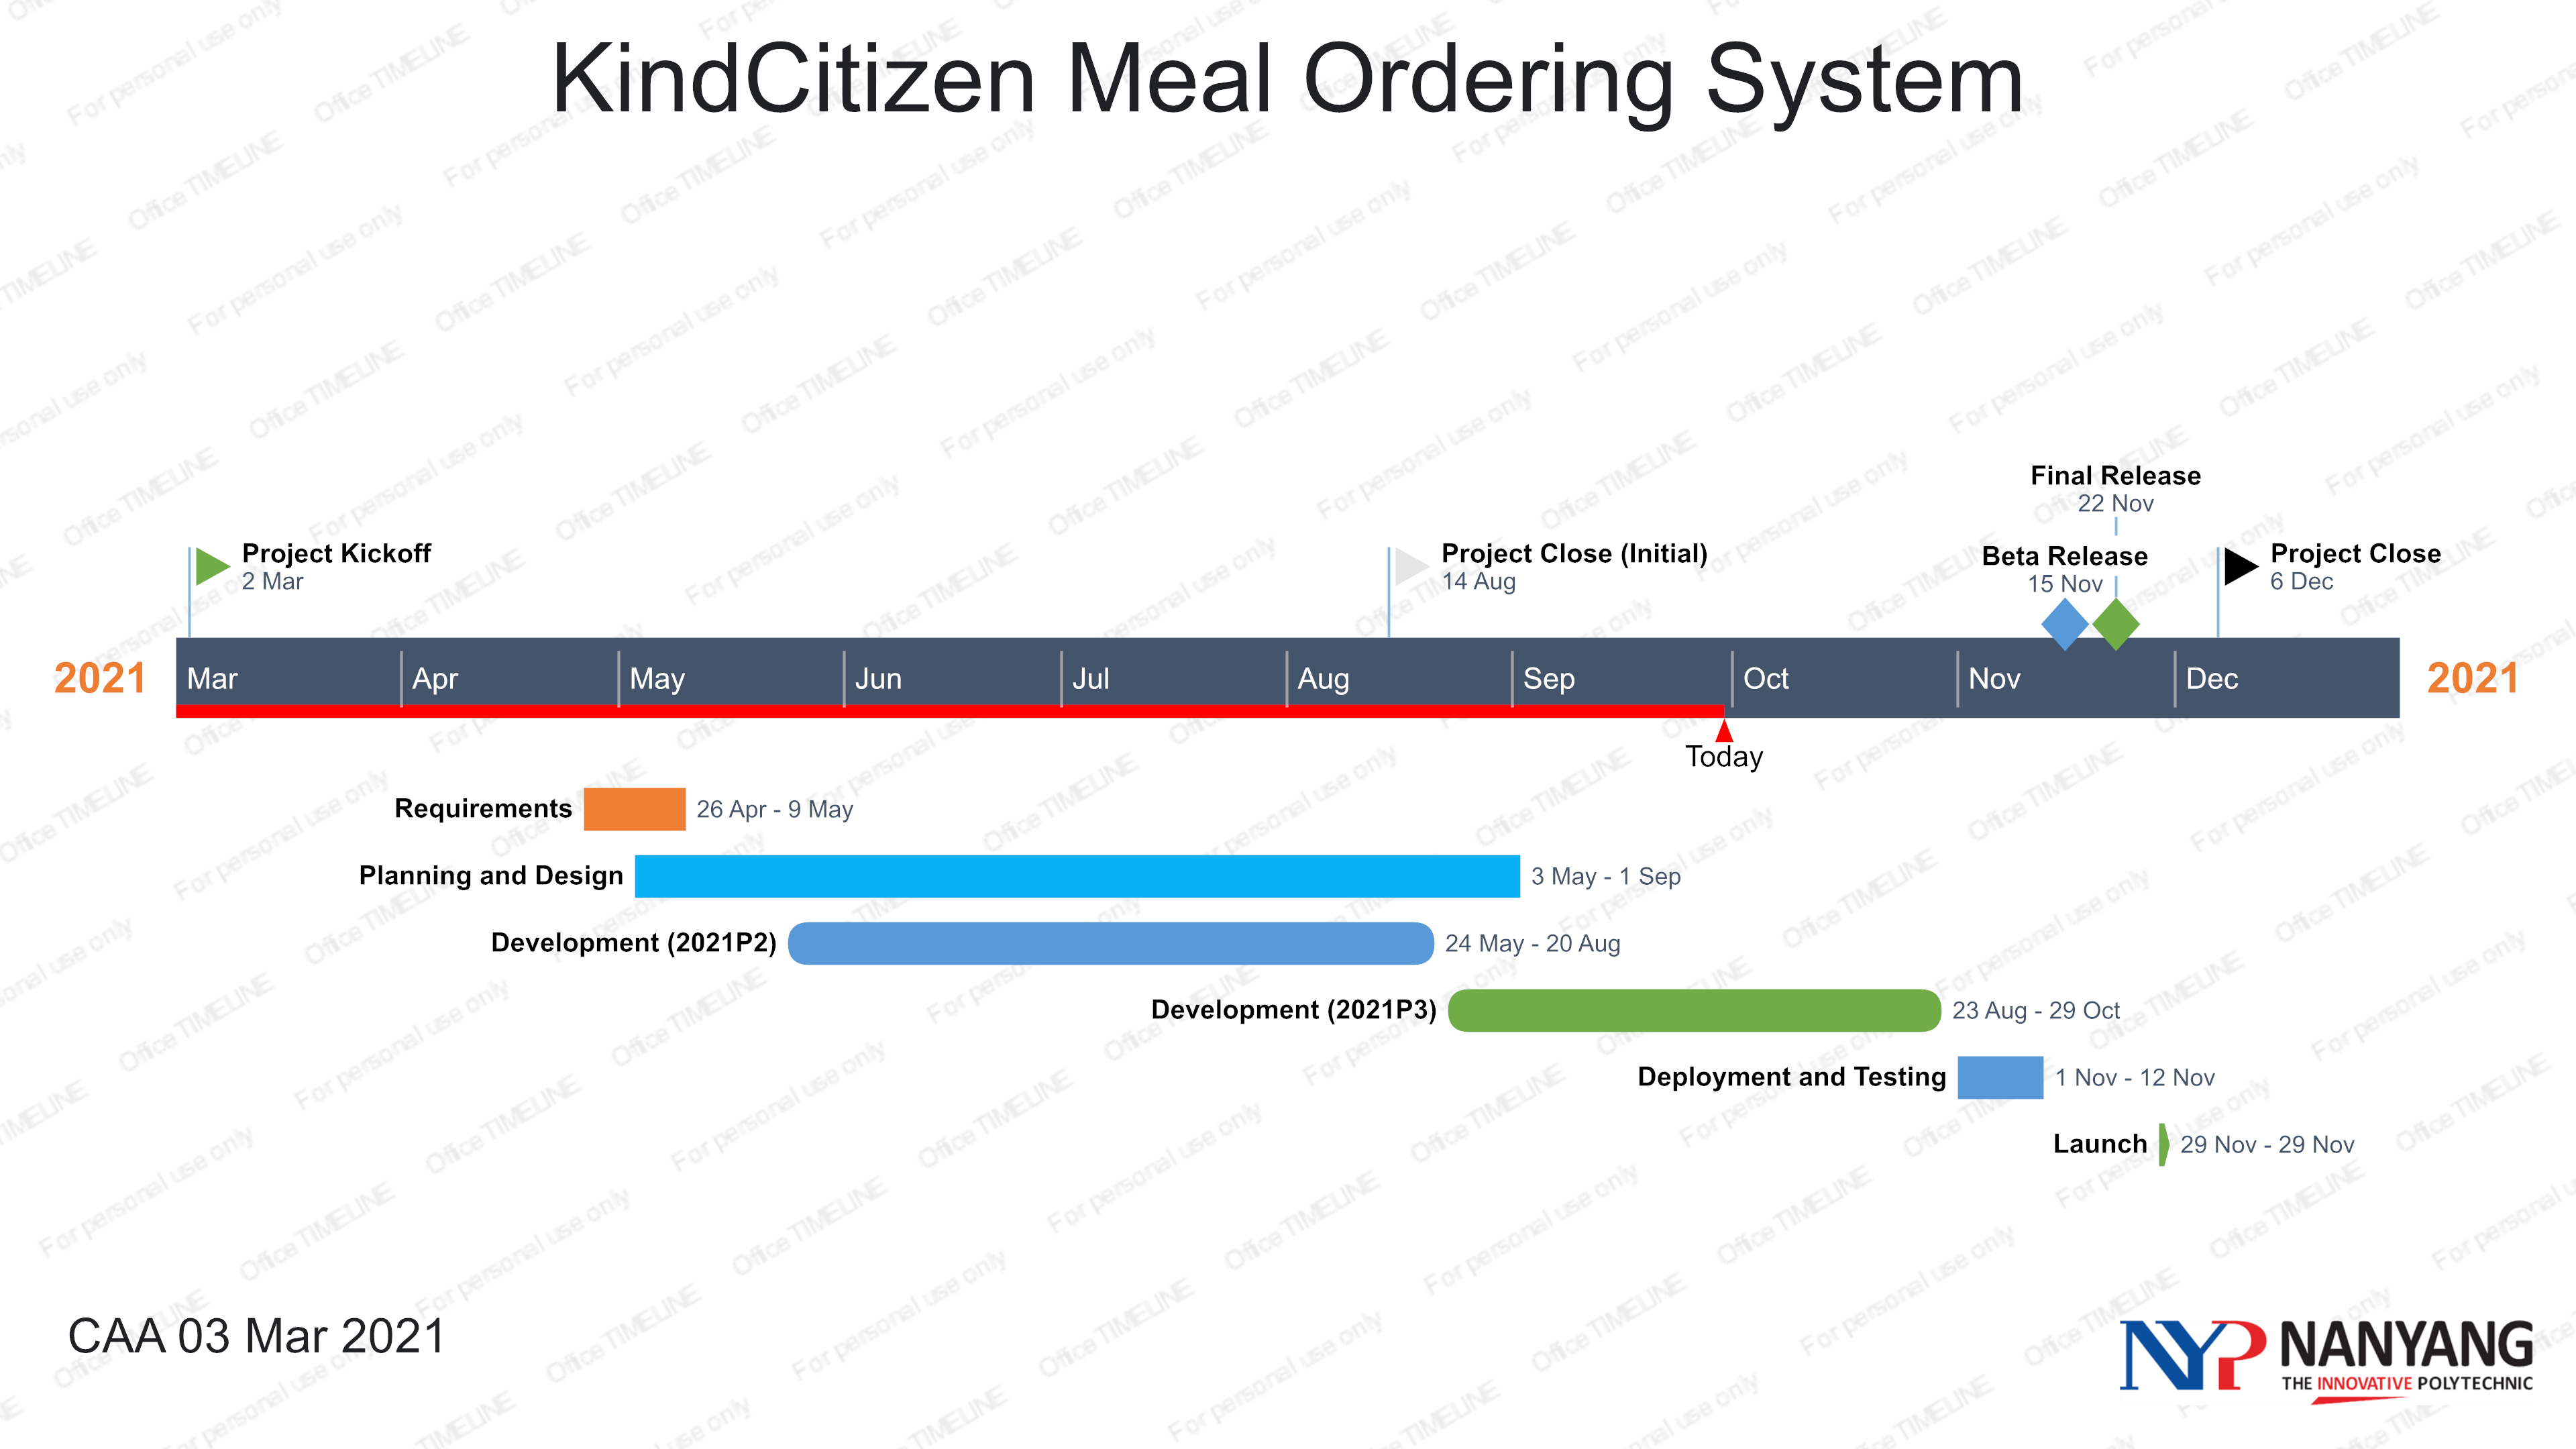 KindCitizen Meal Ordering System
Final Release
22 Nov
Project Kickoff
2 Mar
Project Close (Initial)
14 Aug
Beta Release
15 Nov
Project Close
6 Dec
2021 Mar Apr May Jun Jul Aug Sep Oct Nov Dec 2021
Today
Requirements 26 Apr - 9 May
Planning and Design 3 May - 1 Sep
Development (2021P2) 24 May - 20 Aug
Development (2021P3) 23 Aug - 29 Oct
Deployment and Testing 1 Nov - 12 Nov
Launch 29 Nov - 29 Nov
CAA 03 Mar 2021
NYP NANYANG
THE INNOVATIVE POLYTECHNIC
Office TIMELINE For personal use only